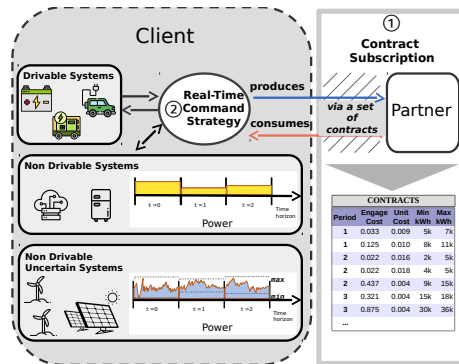 Client
Drivable Systems
② Real-Time
Command
Strategy
produces
consumes
①
Contract
Subscription
via a set
of
contracts
Partner
Non Drivable Systems
t =0 t =1 t =2
Time
horizon
Power
Non Drivable
Uncertain Systems
max
min
t =0 t =1 t =2
Time
horizon
Power
CONTRACTS
Period Engage Cost Unit Cost Min kWh Max kWh
1 0.033 0.009 5k 7k
1 0.125 0.010 8k 11k
2 0.022 0.016 2k 5k
2 0.022 0.018 4k 5k
2 0.437 0.004 9k 15k
3 0.321 0.004 15k 18k
3 0.875 0.004 30k 36k
...